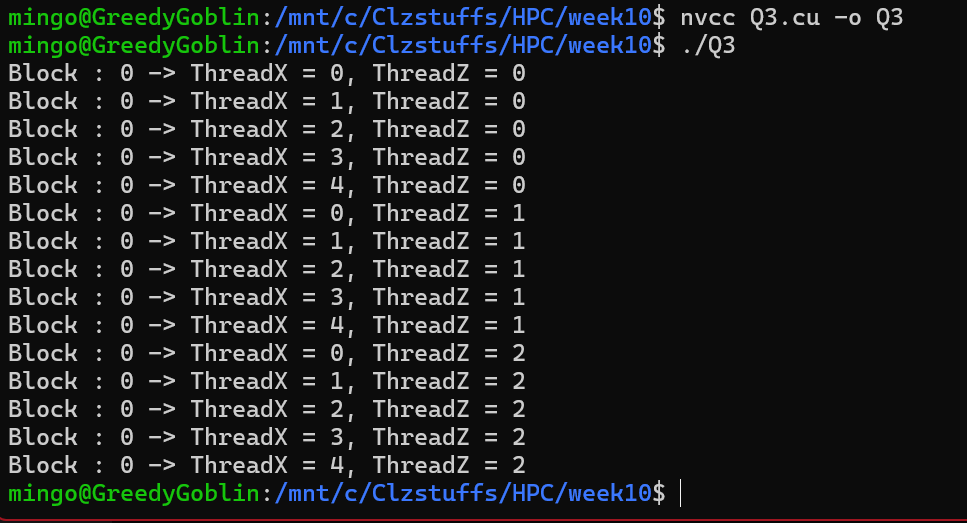 mingo@GreedyGoblin:/mnt/c/Clzstuffs/HPC/week10$ nvcc Q3.cu -o Q3
mingo@GreedyGoblin:/mnt/c/Clzstuffs/HPC/week10$ ./Q3
Block : 0 -> ThreadX = 0, ThreadZ = 0
Block : 0 -> ThreadX = 1, ThreadZ = 0
Block : 0 -> ThreadX = 2, ThreadZ = 0
Block : 0 -> ThreadX = 3, ThreadZ = 0
Block : 0 -> ThreadX = 4, ThreadZ = 0
Block : 0 -> ThreadX = 0, ThreadZ = 1
Block : 0 -> ThreadX = 1, ThreadZ = 1
Block : 0 -> ThreadX = 2, ThreadZ = 1
Block : 0 -> ThreadX = 3, ThreadZ = 1
Block : 0 -> ThreadX = 4, ThreadZ = 1
Block : 0 -> ThreadX = 0, ThreadZ = 2
Block : 0 -> ThreadX = 1, ThreadZ = 2
Block : 0 -> ThreadX = 2, ThreadZ = 2
Block : 0 -> ThreadX = 3, ThreadZ = 2
Block : 0 -> ThreadX = 4, ThreadZ = 2
mingo@GreedyGoblin:/mnt/c/Clzstuffs/HPC/week10$